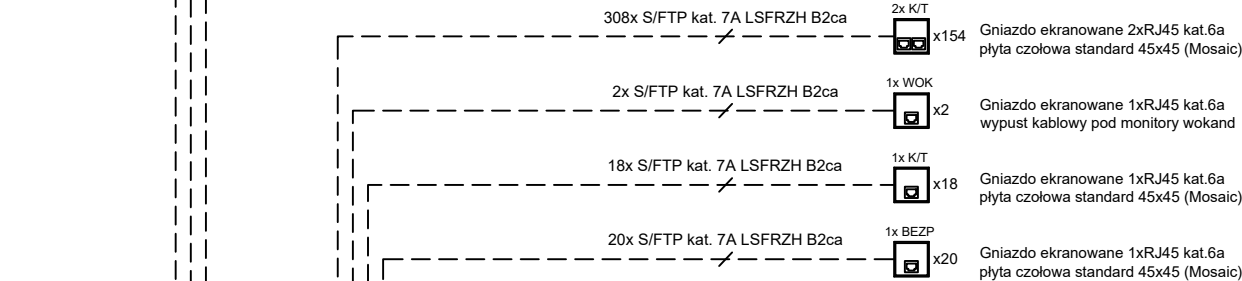 308x S/FTP kat. 7A LSFRZH B2ca
2x K/T
x154
Gniazdo ekranowane 2xRJ45 kat.6a
płyta czołowa standard 45x45 (Mosaic)
2x S/FTP kat. 7A LSFRZH B2ca
1x WOK
x2
Gniazdo ekranowane 1xRJ45 kat.6a
wypust kablowy pod monitory wokand
18x S/FTP kat. 7A LSFRZH B2ca
1x K/T
x18
Gniazdo ekranowane 1xRJ45 kat.6a
płyta czołowa standard 45x45 (Mosaic)
20x S/FTP kat. 7A LSFRZH B2ca
1x BEZP
x20
Gniazdo ekranowane 1xRJ45 kat.6a
płyta czołowa standard 45x45 (Mosaic)